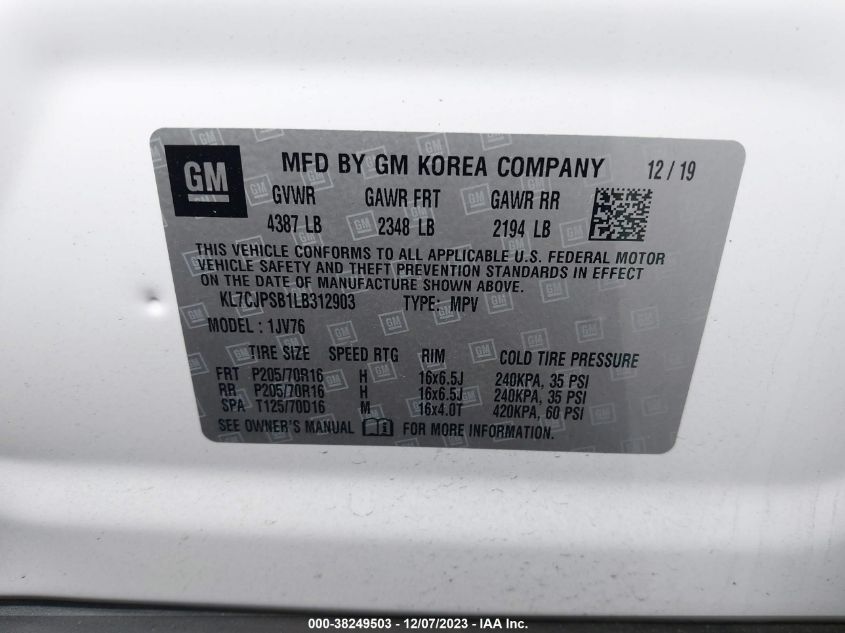 GM MFD BY GM KOREA COMPANY 12/19
GVWR GAWR FRT GAWR RR
4387 LB 2348 LB 2194 LB
THIS VEHICLE CONFORMS TO ALL APPLICABLE U.S. FEDERAL MOTOR
VEHICLE SAFETY AND THEFT PREVENTION STANDARDS IN EFFECT
ON THE DATE OF MANUFACTURE SHOWN ABOVE.
KL7CJPSB1LB312903 TYPE: MPV
MODEL: 1JV76
TIRE SIZE SPEED RTG RIM COLD TIRE PRESSURE
FRT P205/70R16 H 16x6.5J 240KPA, 35 PSI
RR P205/70R16 H 16x6.5J 240KPA, 35 PSI
SPA T125/70D16 M 16x4.0T 420KPA, 60 PSI
SEE OWNER'S MANUAL FOR MORE INFORMATION.
000-38249503 - 12/07/2023 - IAA Inc.